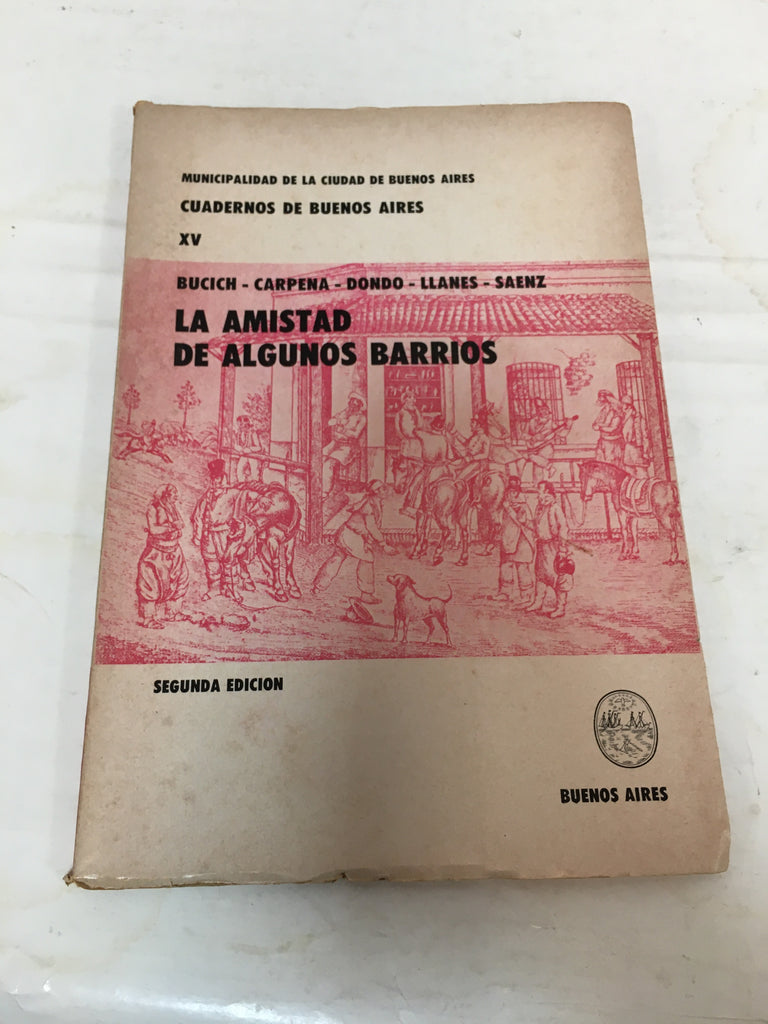 MUNICIPALIDAD DE LA CIUDAD DE BUENOS AIRES
CUADERNOS DE BUENOS AIRES
XV
BUCICH - CARPENA - DONDO - LLANES - SAENZ
LA AMISTAD
DE ALGUNOS BARRIOS
SEGUNDA EDICION
BUENOS AIRES